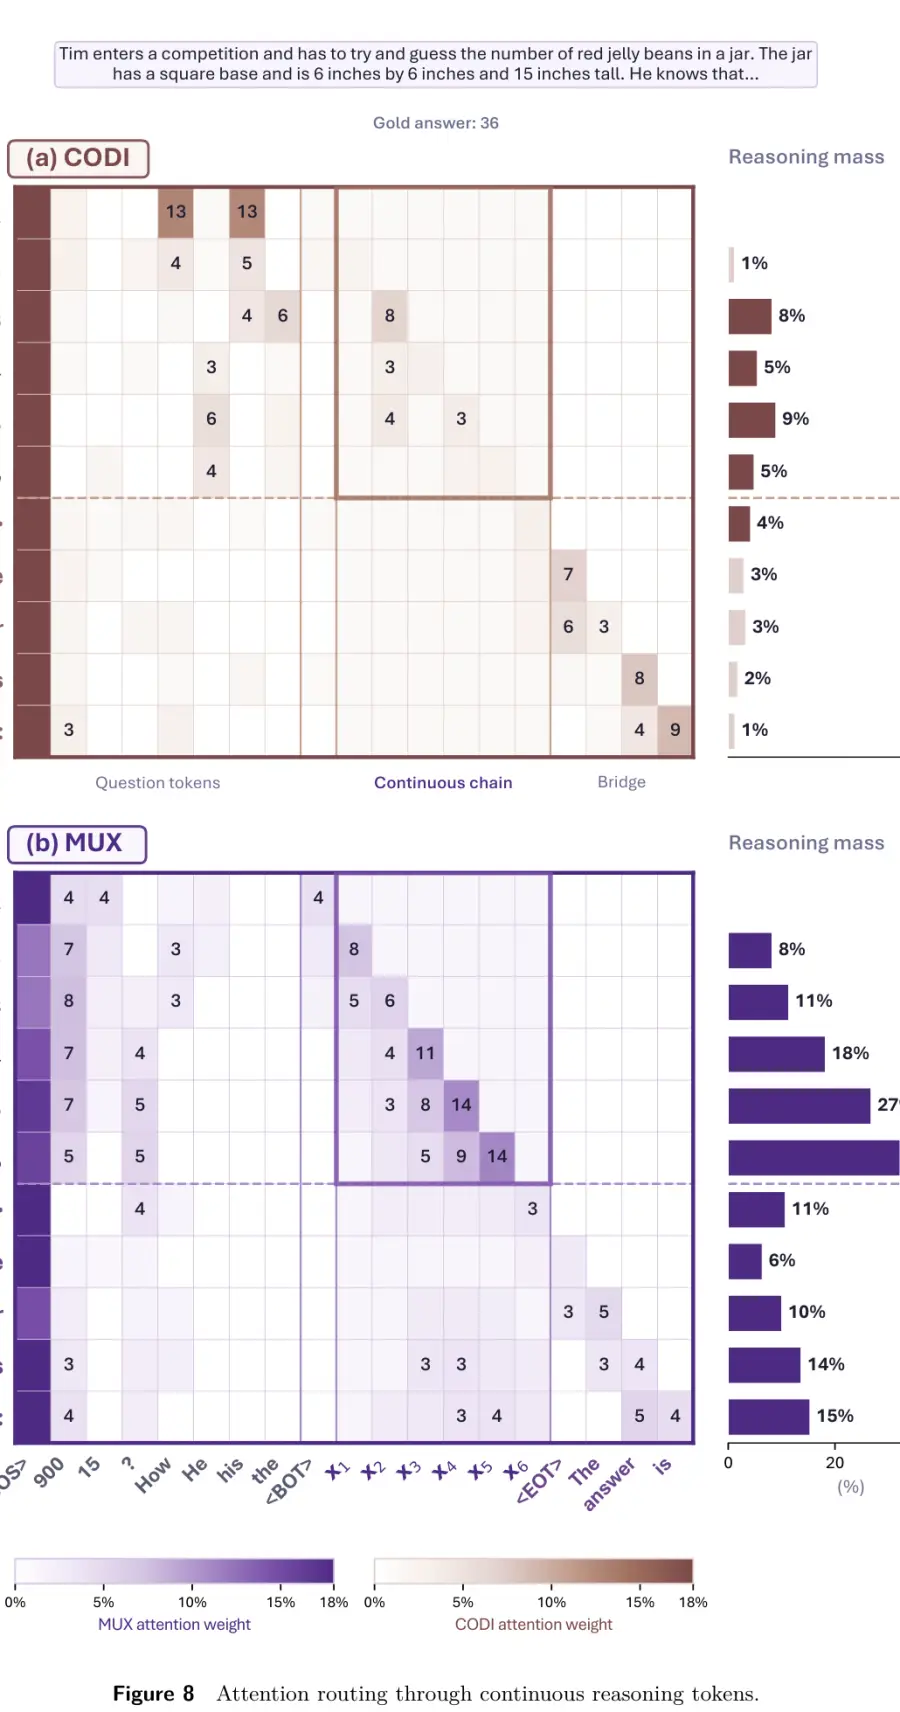 Tim enters a competition and has to try and guess the number of red jelly beans in a jar. The jar
has a square base and is 6 inches by 6 inches and 15 inches tall. He knows that...
Gold answer: 36
(a) CODI
Reasoning mass
13 13
4 5 1%
4 6 8 8%
3 3 5%
6 4 3 9%
4 5%
4%
7 3%
6 3 3%
8 2%
3 4 9 1%
Question tokens Continuous chain Bridge
(b) MUX
Reasoning mass
4 4 4
7 3 8 8%
8 3 5 6 11%
7 4 4 11 18%
7 5 3 8 14 27
5 5 5 9 14
4 3 11%
6%
3 5 10%
3 3 3 3 4 14%
4 3 4 5 4 15%
OS> 900 15 ? How He his the <BOT> x1 x2 x3 x4 x5 x6 <EOT> The answer is
0 20
(%)
0% 5% 10% 15% 18% 0% 5% 10% 15% 18%
MUX attention weight CODI attention weight
Figure 8 Attention routing through continuous reasoning tokens.